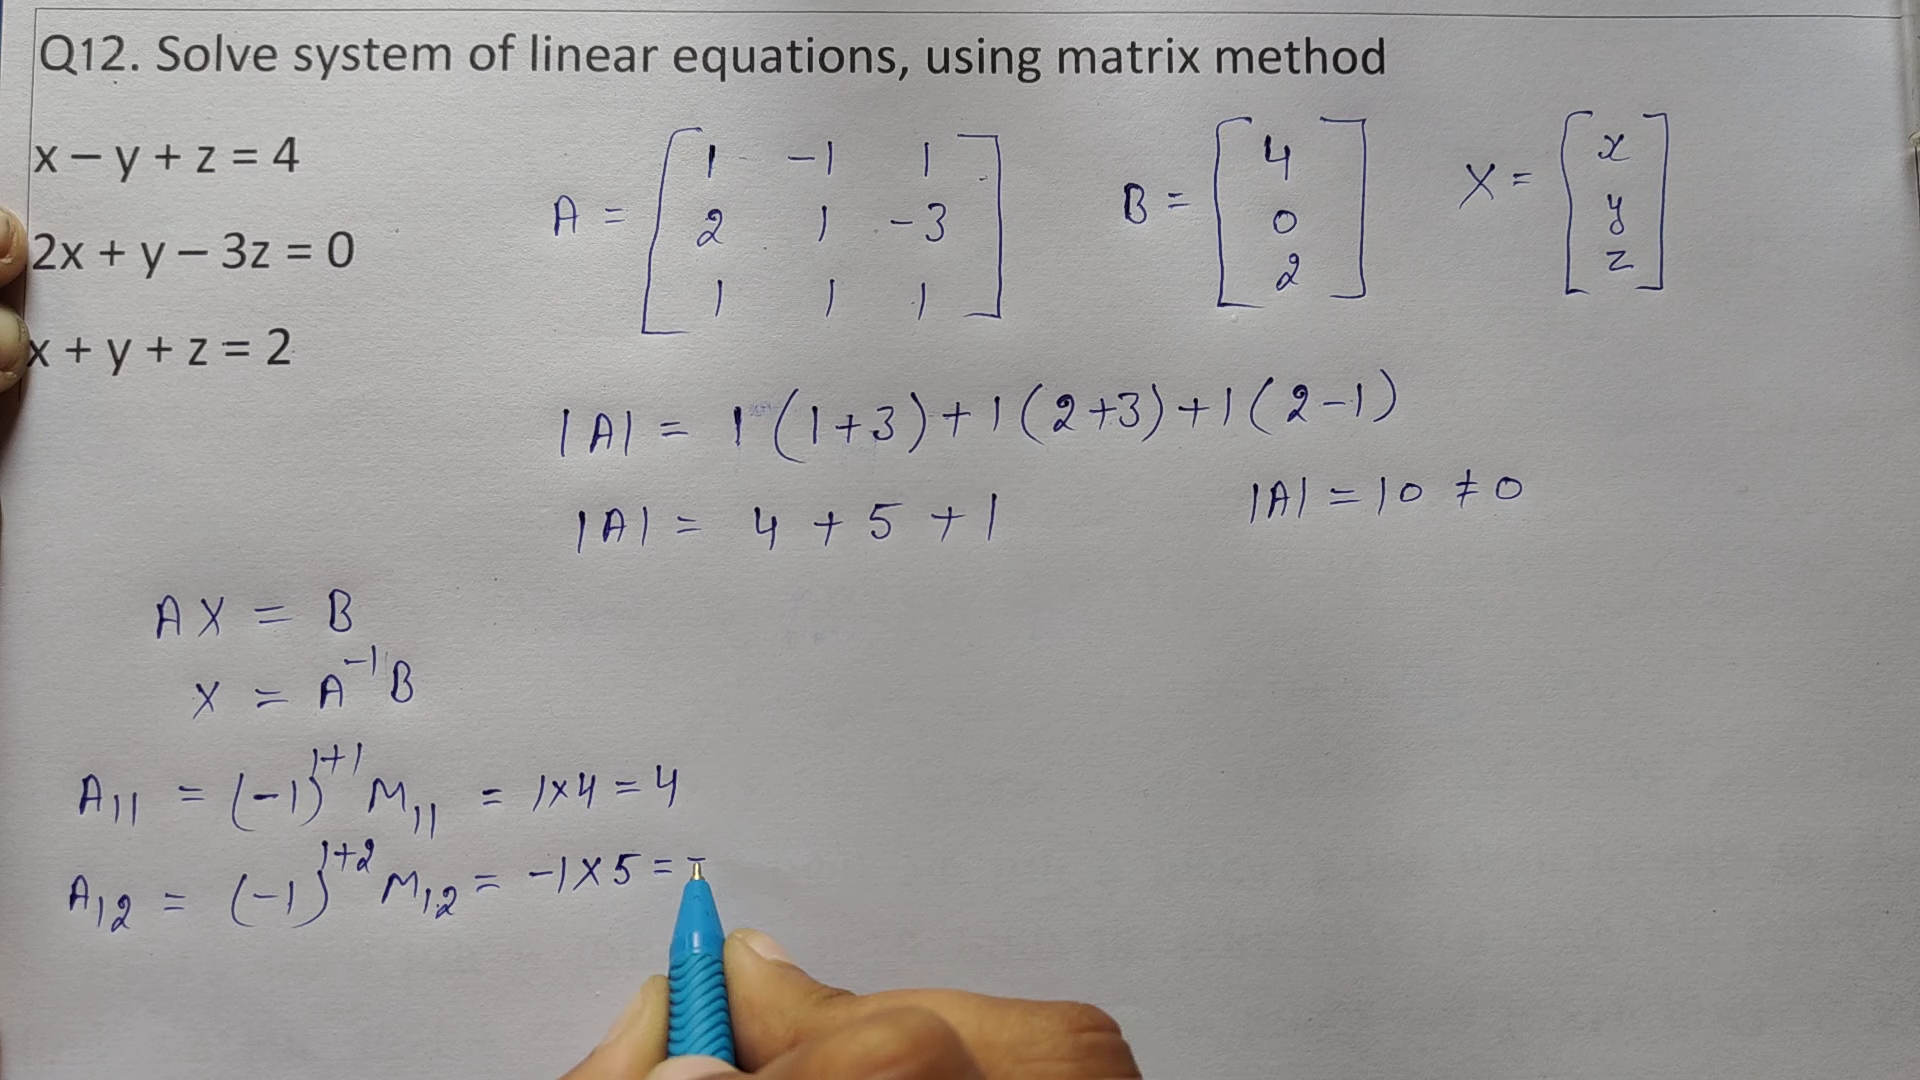 Q12. Solve system of linear equations, using matrix method
x – y + z = 4
2x + y – 3z = 0
x + y + z = 2
A = [ 1 -1 1
2 1 -3
1 1 1 ]
B = [ 4
0
2 ]
X = [ x
y
z ]
|A| = 1(1+3)+1(2+3)+1(2-1)
|A| = 4 + 5 + 1
|A| = 10 ≠ 0
AX = B
X = A⁻¹B
A₁₁ = (-1)¹⁺¹ M₁₁ = 1×4 = 4
A₁₂ = (-1)¹⁺² M₁₂ = -1×5 = -